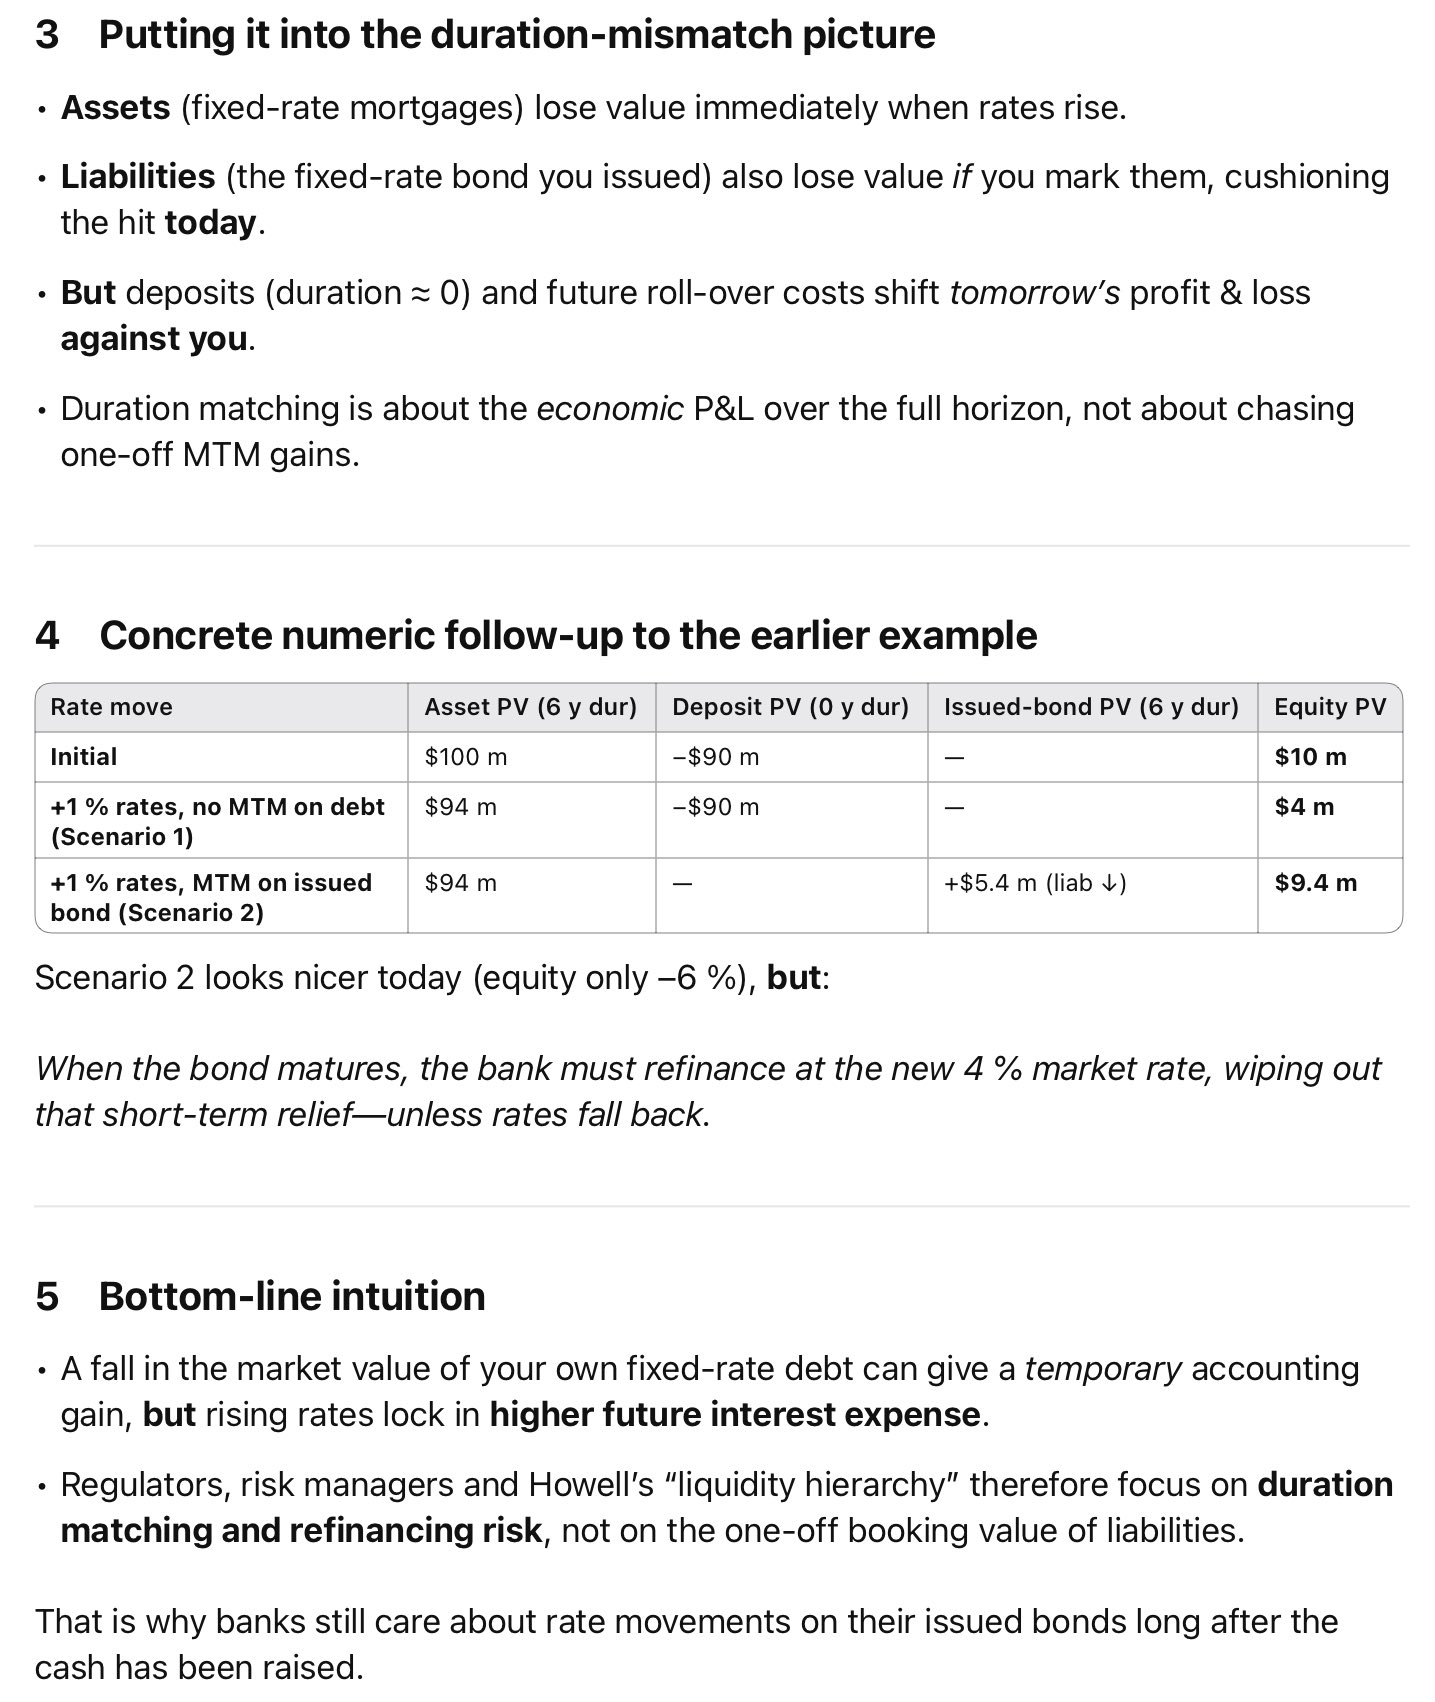 3 Putting it into the duration-mismatch picture
• Assets (fixed-rate mortgages) lose value immediately when rates rise.
• Liabilities (the fixed-rate bond you issued) also lose value if you mark them, cushioning
the hit today.
• But deposits (duration ≈ 0) and future roll-over costs shift tomorrow’s profit & loss
against you.
• Duration matching is about the economic P&L over the full horizon, not about chasing
one-off MTM gains.
4 Concrete numeric follow-up to the earlier example
Rate move Asset PV (6 y dur) Deposit PV (0 y dur) Issued-bond PV (6 y dur) Equity PV
Initial $100 m –$90 m — $10 m
+1 % rates, no MTM on debt $94 m –$90 m — $4 m
(Scenario 1)
+1 % rates, MTM on issued $94 m — +$5.4 m (liab ↓) $9.4 m
bond (Scenario 2)
Scenario 2 looks nicer today (equity only –6 %), but:
When the bond matures, the bank must refinance at the new 4 % market rate, wiping out
that short-term relief—unless rates fall back.
5 Bottom-line intuition
• A fall in the market value of your own fixed-rate debt can give a temporary accounting
gain, but rising rates lock in higher future interest expense.
• Regulators, risk managers and Howell’s “liquidity hierarchy” therefore focus on duration
matching and refinancing risk, not on the one-off booking value of liabilities.
That is why banks still care about rate movements on their issued bonds long after the
cash has been raised.